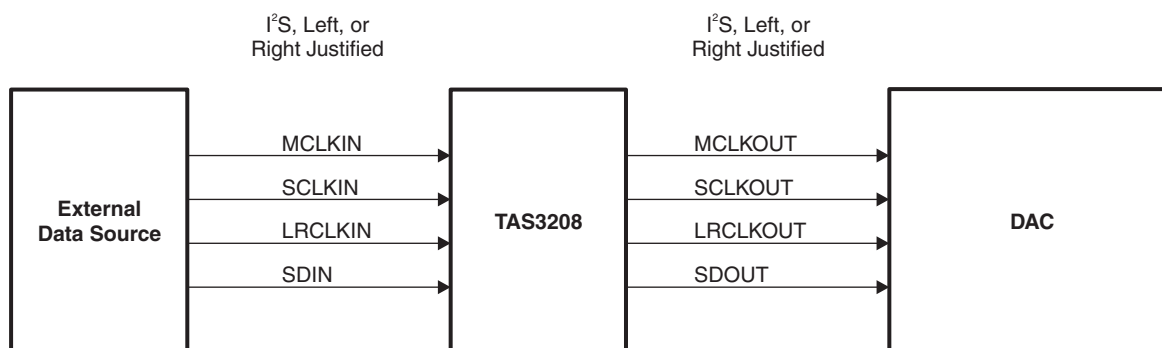 I²S, Left, or
Right Justified
I²S, Left, or
Right Justified
External
Data Source
MCLKIN
SCLKIN
LRCLKIN
SDIN
TAS3208
MCLKOUT
SCLKOUT
LRCLKOUT
SDOUT
DAC